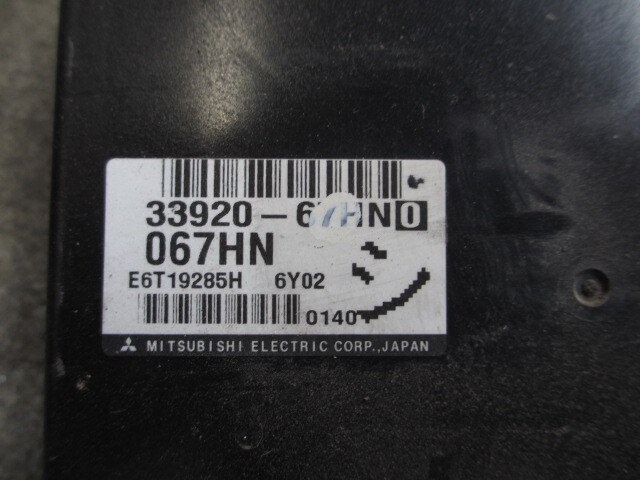 33920-67HN0
067HN
E6T19285H 6Y02
0140
MITSUBISHI ELECTRIC CORP., JAPAN